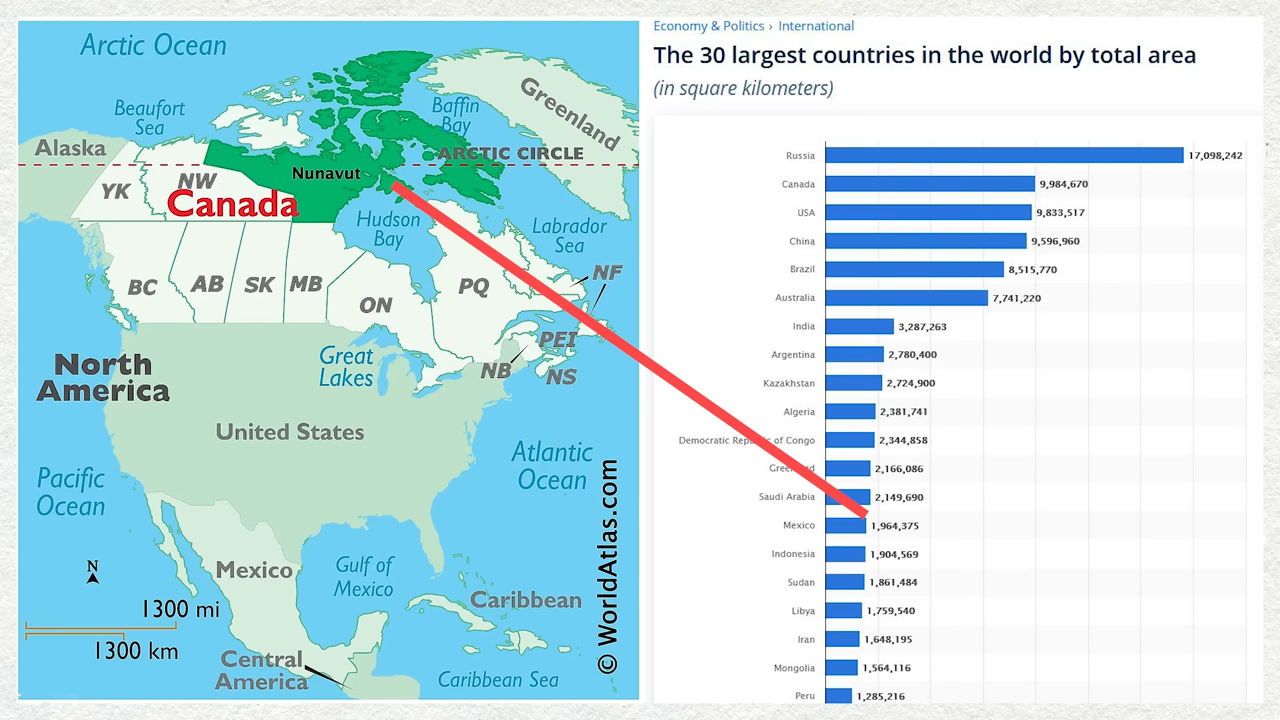 Arctic Ocean
Beaufort
Sea
Baffin
Bay
Greenland
Alaska
ARCTIC CIRCLE
YK
NW
Nunavut
Canada
Hudson
Bay
Labrador
Sea
BC
AB
SK
MB
ON
PQ
NF
PEI
NB
NS
North
America
Great
Lakes
United States
Atlantic
Ocean
Pacific
Ocean
N
Mexico
Gulf of
Mexico
Caribbean
1300 mi
1300 km
Central
America
Caribbean Sea
© WorldAtlas.com
Economy & Politics › International
The 30 largest countries in the world by total area
(in square kilometers)
Russia 17,098,242
Canada 9,984,670
USA 9,833,517
China 9,596,960
Brazil 8,515,770
Australia 7,741,220
India 3,287,263
Argentina 2,780,400
Kazakhstan 2,724,900
Algeria 2,381,741
Democratic Republic of Congo 2,344,858
Greenland 2,166,086
Saudi Arabia 2,149,690
Mexico 1,964,375
Indonesia 1,904,569
Sudan 1,861,484
Libya 1,759,540
Iran 1,648,195
Mongolia 1,564,116
Peru 1,285,216